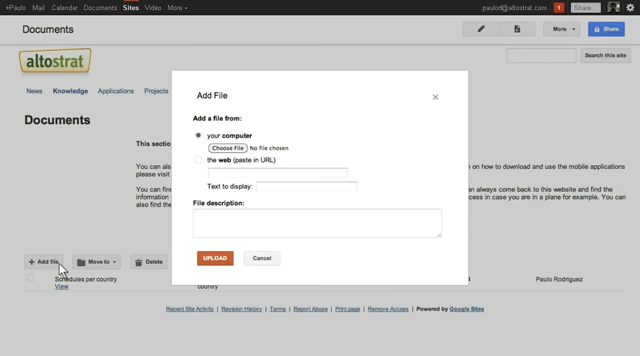 +Paulo Mail Calendar Documents Sites Video More paulorf@altostrat.com 1 Share...
Documents More Share
altostrat Search this site
News Knowledge Applications Projects
Documents
Add File
Add a file from:
your computer
Choose File No file chosen
the web (paste in URL)
Text to display:
File description:
UPLOAD Cancel
This section
You can als on how to download and use the mobile applications
please visit
You can find an always come back to this website and find the
information ccess in case you are in a plane for example. You can
also find the
+ Add file Move to Delete
Schedules per country country Paulo Rodriguez
View
Recent Site Activity | Revision History | Terms | Report Abuse | Print page | Remove Access | Powered by Google Sites